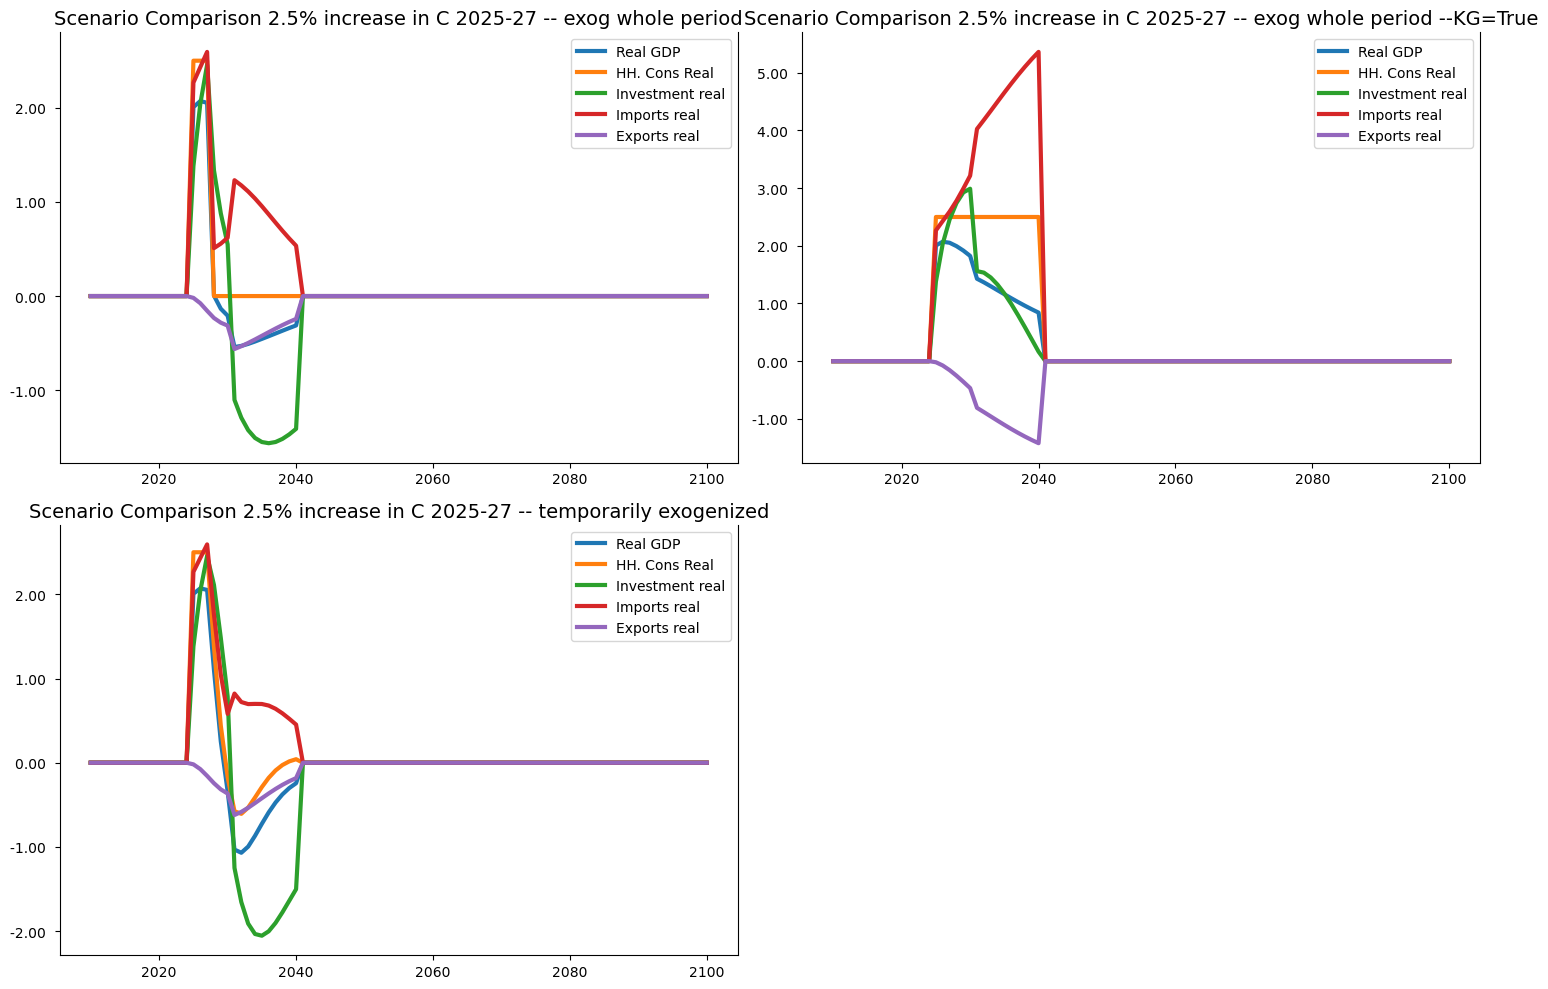 Scenario Comparison 2.5% increase in C 2025-27 -- exog whole period
2.00
1.00
0.00
-1.00
2020
2040
2060
2080
2100
Real GDP
HH. Cons Real
Investment real
Imports real
Exports real
Scenario Comparison 2.5% increase in C 2025-27 -- exog whole period --KG=True
5.00
4.00
3.00
2.00
1.00
0.00
-1.00
2020
2040
2060
2080
2100
Real GDP
HH. Cons Real
Investment real
Imports real
Exports real
Scenario Comparison 2.5% increase in C 2025-27 -- temporarily exogenized
2.00
1.00
0.00
-1.00
-2.00
2020
2040
2060
2080
2100
Real GDP
HH. Cons Real
Investment real
Imports real
Exports real